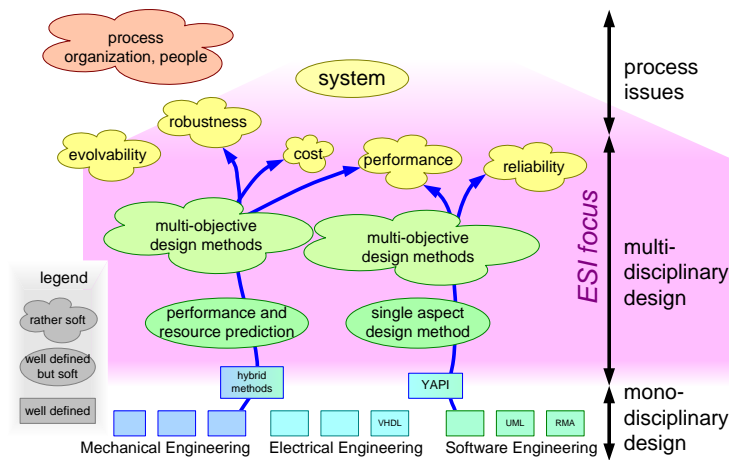 process
organization, people
system
process
issues
robustness
evolvability
cost
performance
reliability
multi-objective
design methods
multi-objective
design methods
ESI focus
multi-
disciplinary
design
legend
rather soft
well defined
but soft
well defined
performance and
resource prediction
single aspect
design method
hybrid
methods
YAPI
mono-
disciplinary
design
VHDL
UML
RMA
Mechanical Engineering
Electrical Engineering
Software Engineering